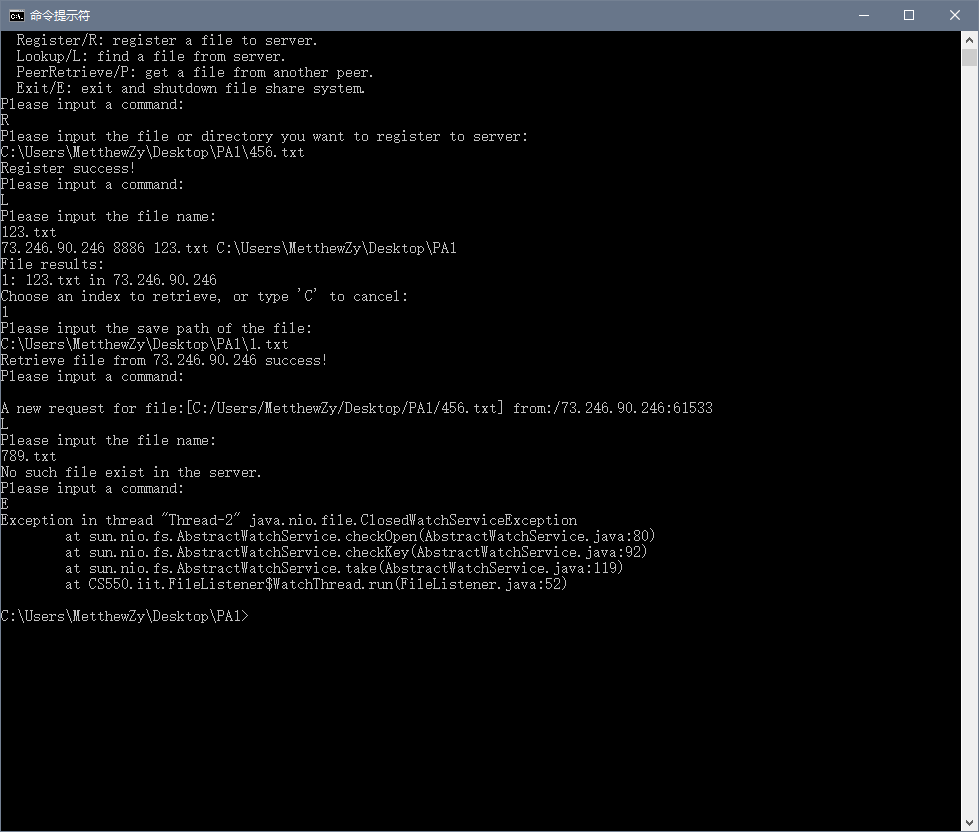 命令提示符
Register/R: register a file to server.
Lookup/L: find a file from server.
PeerRetrieve/P: get a file from another peer.
Exit/E: exit and shutdown file share system.
Please input a command:
R
Please input the file or directory you want to register to server:
C:\Users\MetthewZy\Desktop\PA1\456.txt
Register success!
Please input a command:
L
Please input the file name:
123.txt
73.246.90.246 8886 123.txt C:\Users\MetthewZy\Desktop\PA1
File results:
1: 123.txt in 73.246.90.246
Choose an index to retrieve, or type 'C' to cancel:
1
Please input the save path of the file:
C:\Users\MetthewZy\Desktop\PA1\1.txt
Retrieve file from 73.246.90.246 success!
Please input a command:
A new request for file:[C:/Users/MetthewZy/Desktop/PA1/456.txt] from:/73.246.90.246:61533
L
Please input the file name:
789.txt
No such file exist in the server.
Please input a command:
E
Exception in thread "Thread-2" java.nio.file.ClosedWatchServiceException
at sun.nio.fs.AbstractWatchService.checkOpen(AbstractWatchService.java:80)
at sun.nio.fs.AbstractWatchService.checkKey(AbstractWatchService.java:92)
at sun.nio.fs.AbstractWatchService.take(AbstractWatchService.java:119)
at CS550.iit.FileListener$WatchThread.run(FileListener.java:52)
C:\Users\MetthewZy\Desktop\PA1>